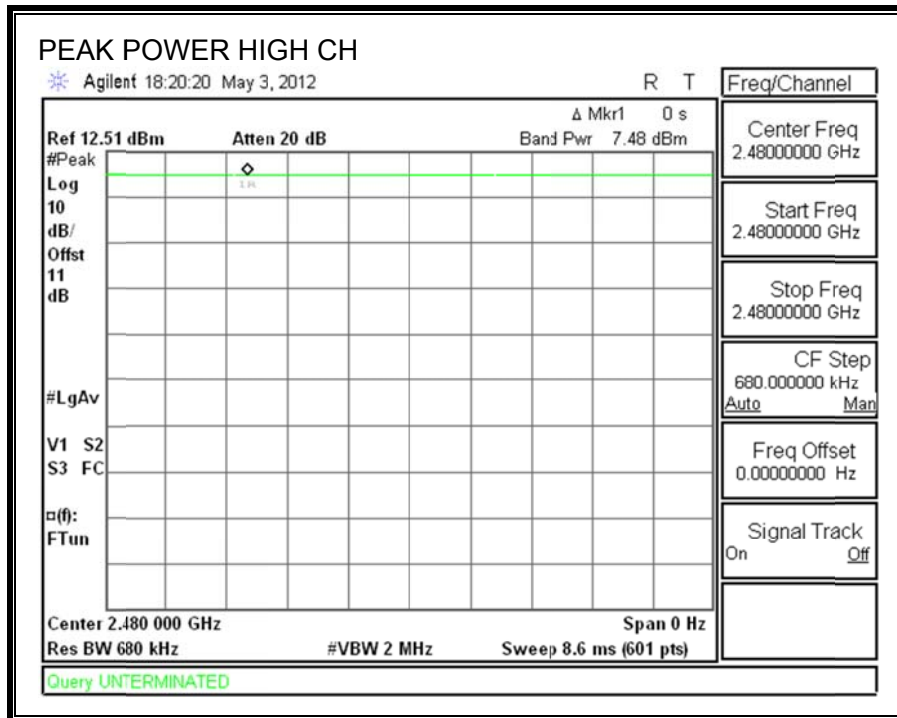 PEAK POWER HIGH CH
Agilent 18:20:20 May 3, 2012 R T
Δ Mkr1 0 s
Ref 12.51 dBm Atten 20 dB Band Pwr 7.48 dBm
#Peak
Log
10
dB/
Offst
11
dB
#LgAv
V1 S2
S3 FC
¤(f):
FTun
Center 2.480 000 GHz Span 0 Hz
Res BW 680 kHz #VBW 2 MHz Sweep 8.6 ms (601 pts)
Query UNTERMINATED
Freq/Channel
Center Freq
2.48000000 GHz
Start Freq
2.48000000 GHz
Stop Freq
2.48000000 GHz
CF Step
680.000000 kHz
Auto Man
Freq Offset
0.00000000 Hz
Signal Track
On Off